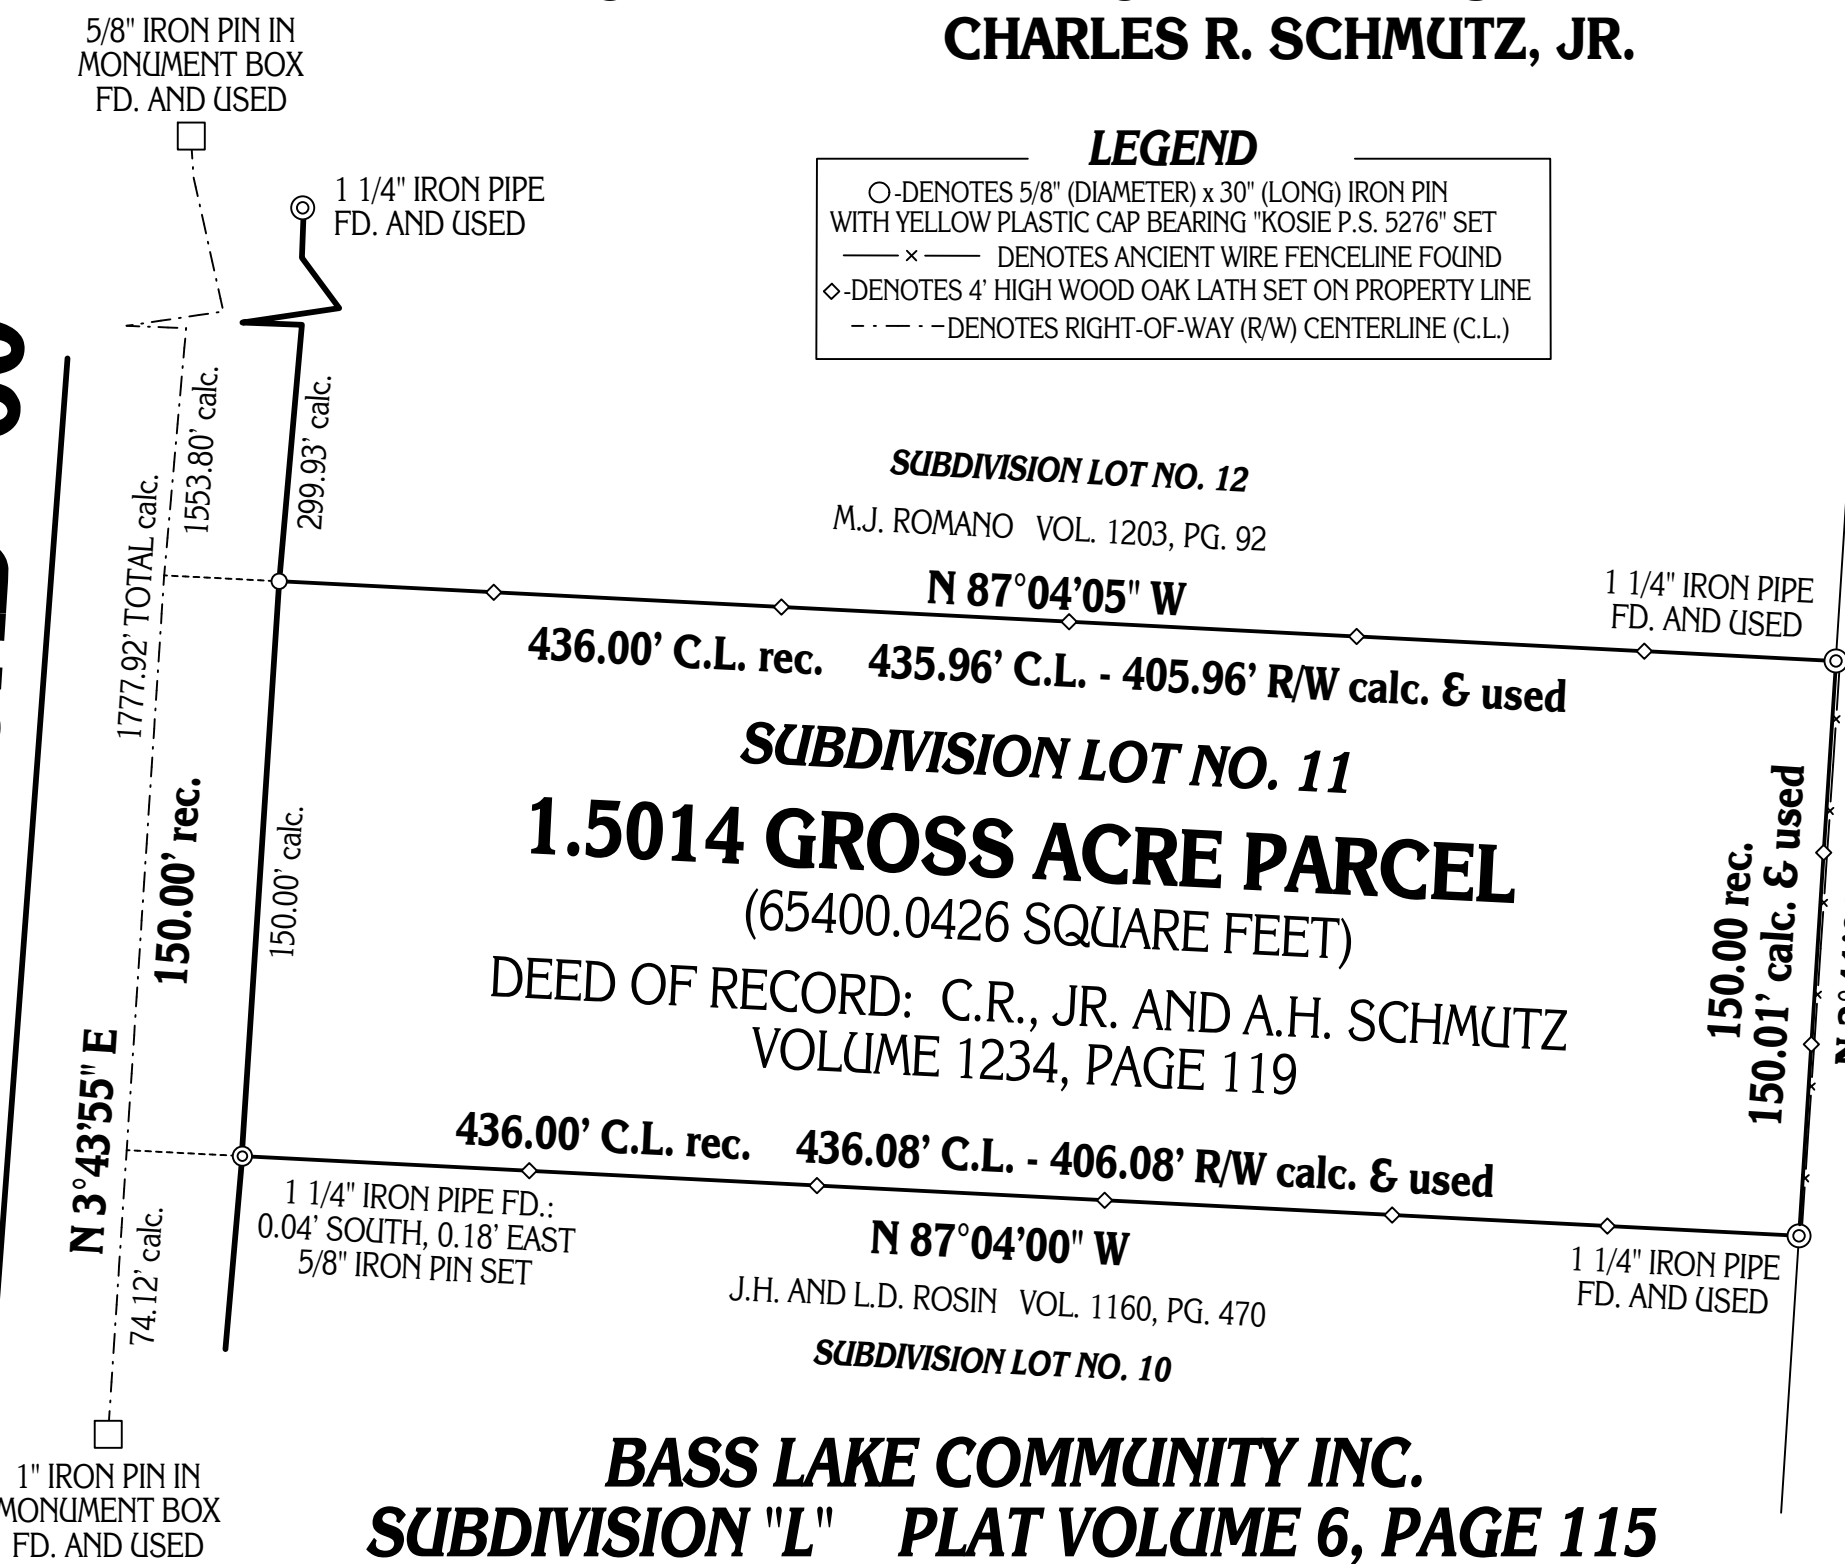 5/8" IRON PIN IN
MONUMENT BOX
FD. AND USED
CHARLES R. SCHMUTZ, JR.
1 1/4" IRON PIPE
FD. AND USED
LEGEND
-DENOTES 5/8" (DIAMETER) x 30" (LONG) IRON PIN
WITH YELLOW PLASTIC CAP BEARING "KOSIE P.S. 5276" SET
DENOTES ANCIENT WIRE FENCELINE FOUND
-DENOTES 4' HIGH WOOD OAK LATH SET ON PROPERTY LINE
DENOTES RIGHT-OF-WAY (R/W) CENTERLINE (C.L.)
1777.92' TOTAL calc.
1553.80' calc.
299.93' calc.
SUBDIVISION LOT NO. 12
M.J. ROMANO VOL. 1203, PG. 92
N 87°04'05" W
1 1/4" IRON PIPE
FD. AND USED
436.00' C.L. rec. 435.96' C.L. - 405.96' R/W calc. & used
SUBDIVISION LOT NO. 11
1.5014 GROSS ACRE PARCEL
(65400.0426 SQUARE FEET)
DEED OF RECORD: C.R., JR. AND A.H. SCHMUTZ
VOLUME 1234, PAGE 119
150.00' rec.
150.00' calc.
150.00 rec.
150.01' calc. & used
N 3°43'55" E
74.12' calc.
436.00' C.L. rec. 436.08' C.L. - 406.08' R/W calc. & used
1 1/4" IRON PIPE FD.:
0.04' SOUTH, 0.18' EAST
5/8" IRON PIN SET
N 87°04'00" W
J.H. AND L.D. ROSIN VOL. 1160, PG. 470
SUBDIVISION LOT NO. 10
1 1/4" IRON PIPE
FD. AND USED
1" IRON PIN IN
MONUMENT BOX
FD. AND USED
BASS LAKE COMMUNITY INC.
SUBDIVISION "L" PLAT VOLUME 6, PAGE 115